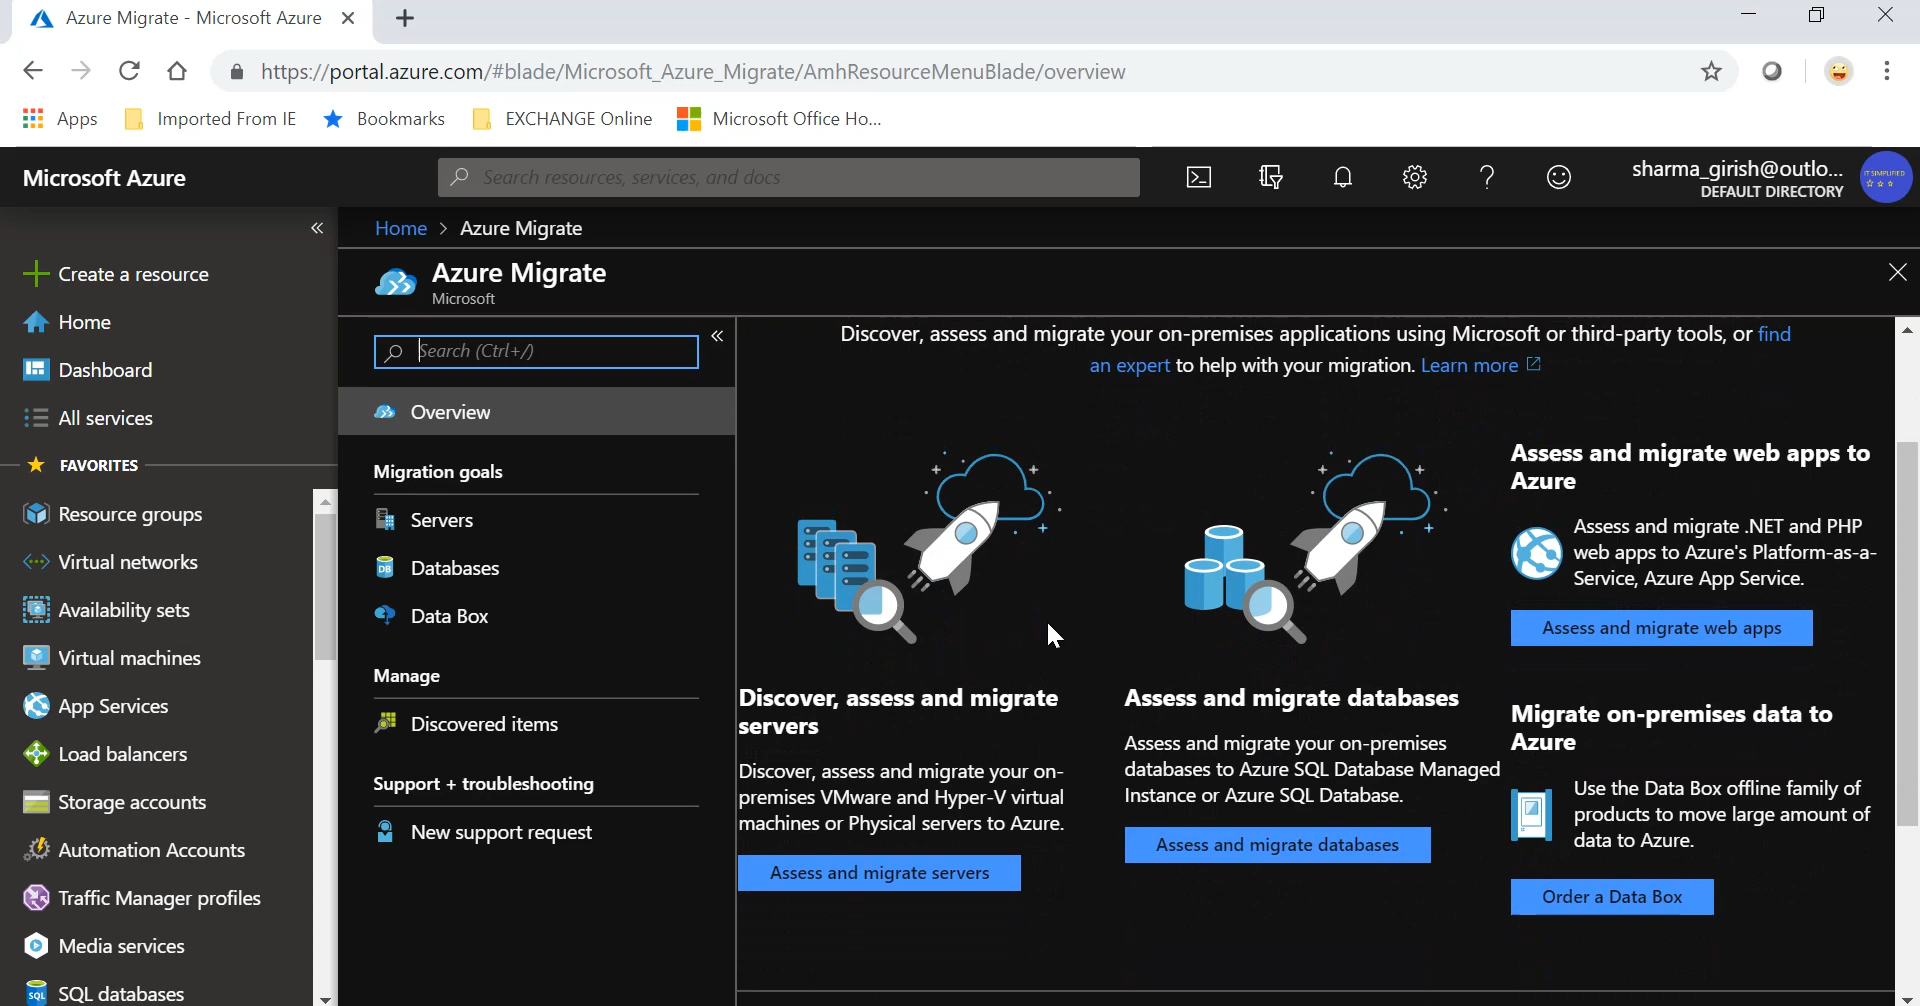 Azure Migrate - Microsoft Azure
https://portal.azure.com/#blade/Microsoft_Azure_Migrate/AmhResourceMenuBlade/overview
Apps
Imported From IE
Bookmarks
EXCHANGE Online
Microsoft Office Ho...
Microsoft Azure
Search resources, services, and docs
sharma_girish@outlo...
DEFAULT DIRECTORY
IT SIMPLIFIED
Create a resource
Home
Dashboard
All services
FAVORITES
Resource groups
Virtual networks
Availability sets
Virtual machines
App Services
Load balancers
Storage accounts
Automation Accounts
Traffic Manager profiles
Media services
SQL
SQL databases
Home > Azure Migrate
Azure Migrate
Microsoft
Search (Ctrl+/)
Overview
Migration goals
Servers
DB
Databases
Data Box
Manage
Discovered items
Support + troubleshooting
New support request
Discover, assess and migrate your on-premises applications using Microsoft or third-party tools, or find
an expert to help with your migration. Learn more
Discover, assess and migrate
servers
Discover, assess and migrate your on-
premises VMware and Hyper-V virtual
machines or Physical servers to Azure.
Assess and migrate servers
Assess and migrate databases
Assess and migrate your on-premises
databases to Azure SQL Database Managed
Instance or Azure SQL Database.
Assess and migrate databases
Assess and migrate web apps to
Azure
Assess and migrate .NET and PHP
web apps to Azure's Platform-as-a-
Service, Azure App Service.
Assess and migrate web apps
Migrate on-premises data to
Azure
Use the Data Box offline family of
products to move large amount of
data to Azure.
Order a Data Box